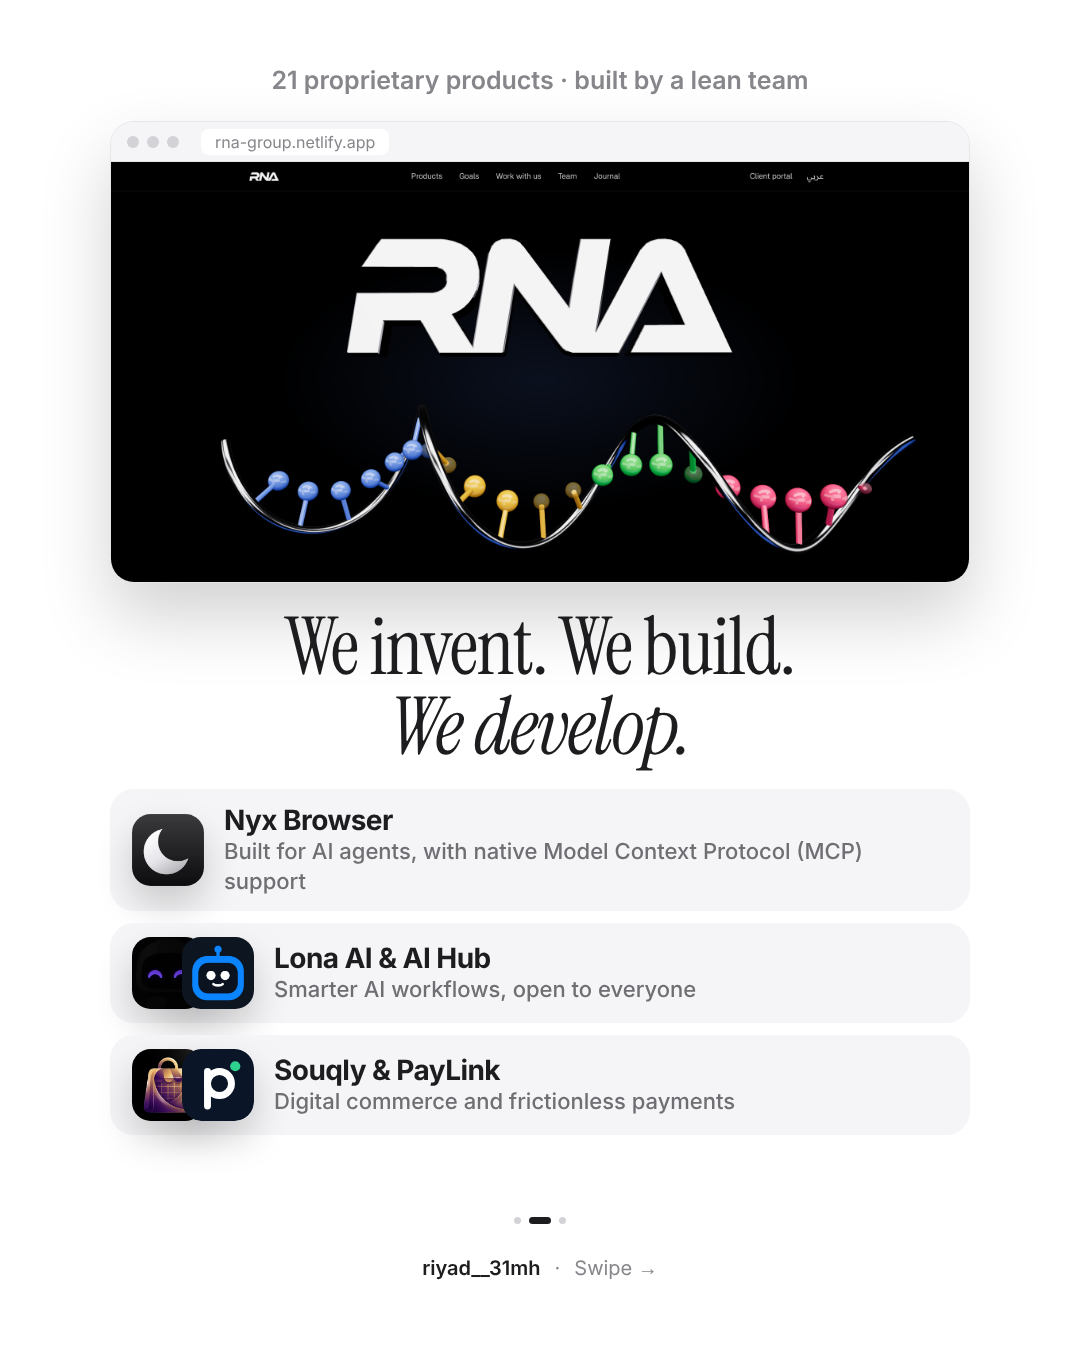 21 proprietary products · built by a lean team
rna-group.netlify.app
RNA Products Goals Work with us Team Journal Client portal عربي
RNA
We invent. We build.
We develop.
Nyx Browser
Built for AI agents, with native Model Context Protocol (MCP)
support
Lona AI & AI Hub
Smarter AI workflows, open to everyone
Souqly & PayLink
Digital commerce and frictionless payments
riyad__31mh · Swipe →